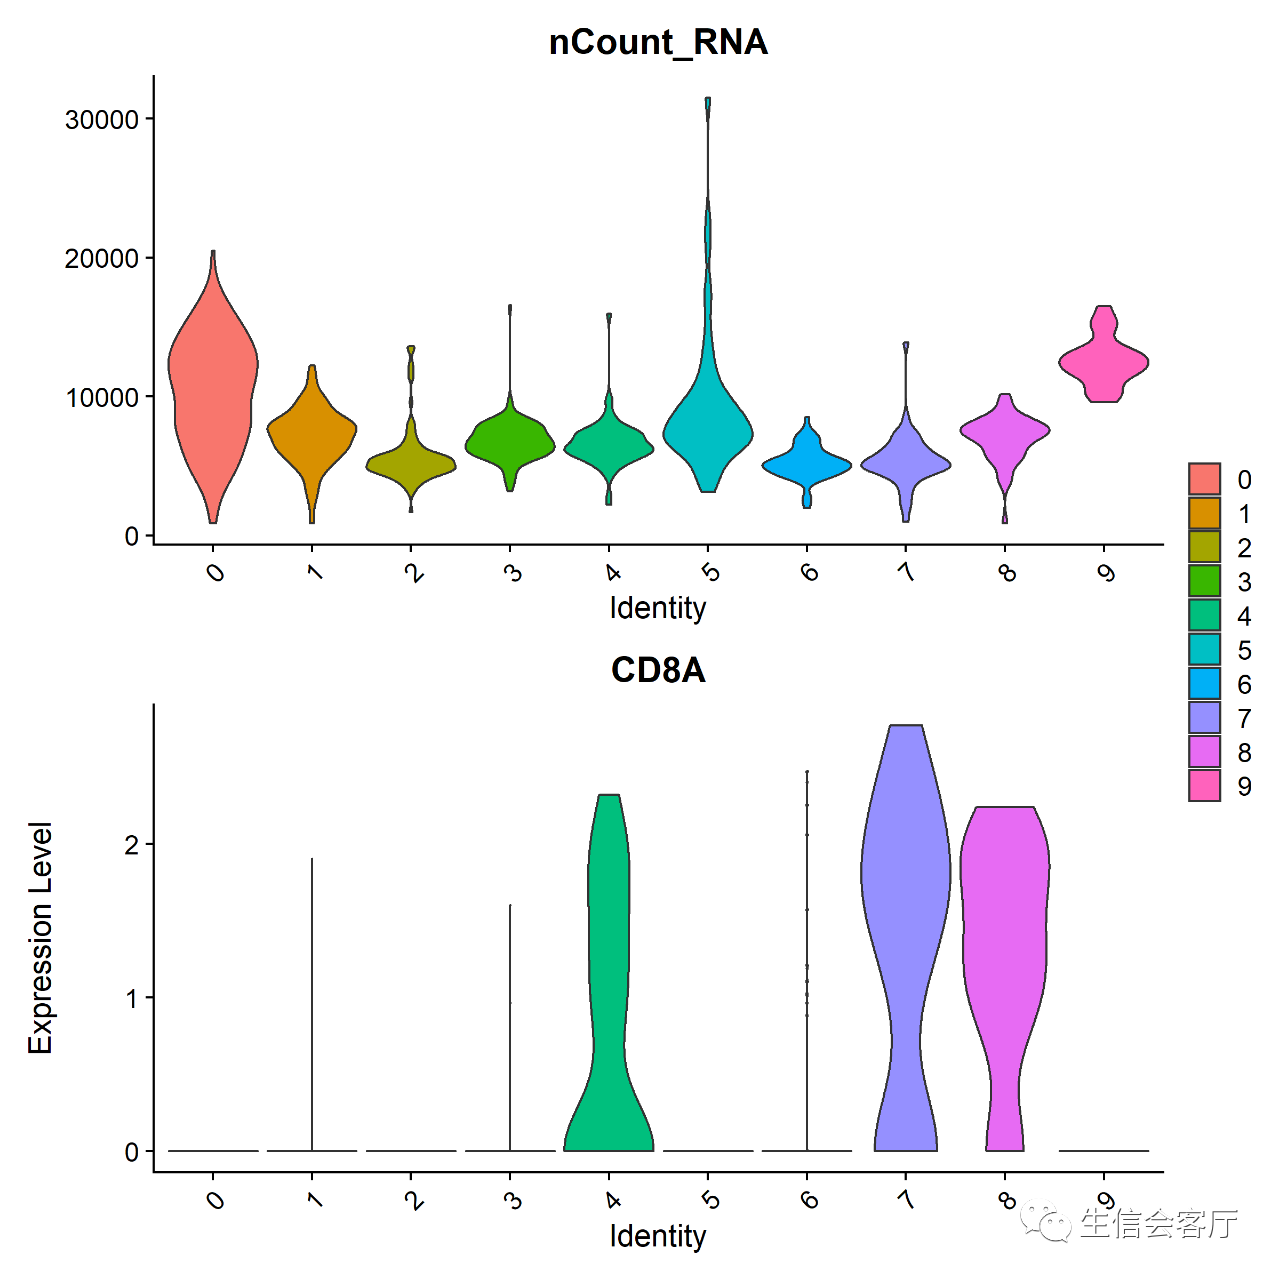 nCount_RNA
30000
20000
10000
0
0 1 2 3 4 5 6 7 8 9
Identity
0
1
2
3
4
5
6
7
8
9
CD8A
Expression Level
2
1
0
0 1 2 3 4 5 6 7 8 9
Identity
生信会客厅